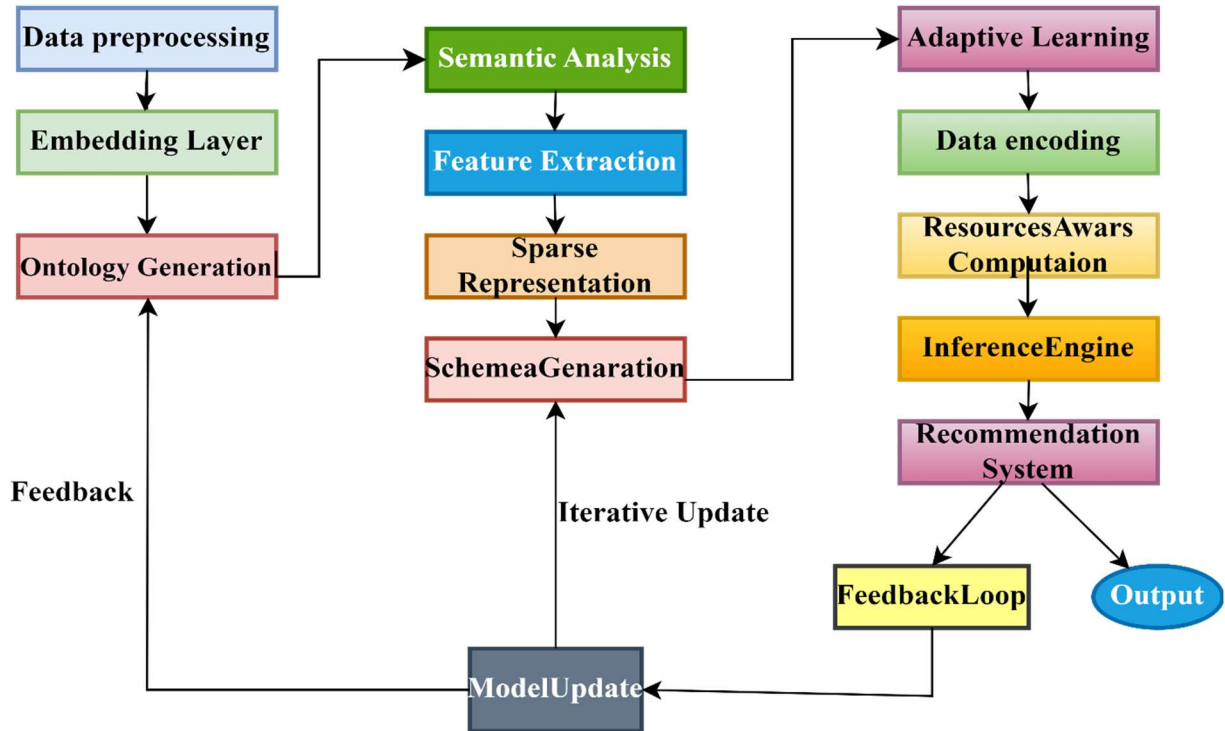 Data preprocessing
Embedding Layer
Ontology Generation
Semantic Analysis
Feature Extraction
Sparse
Representation
SchemeaGenaration
Adaptive Learning
Data encoding
ResourcesAwars
Computaion
InferenceEngine
Recommendation
System
Feedback
Iterative Update
FeedbackLoop
Output
ModelUpdate